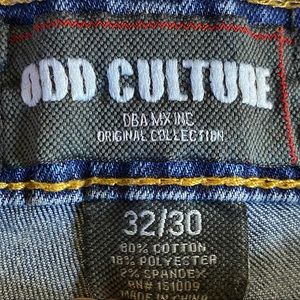 ODD CULTURE
DBA MX INC
ORIGINAL COLLECTION
32/30
80% COTTON
18% POLYESTER
2% SPANDEX
RN# 151009
MADE IN CHINA